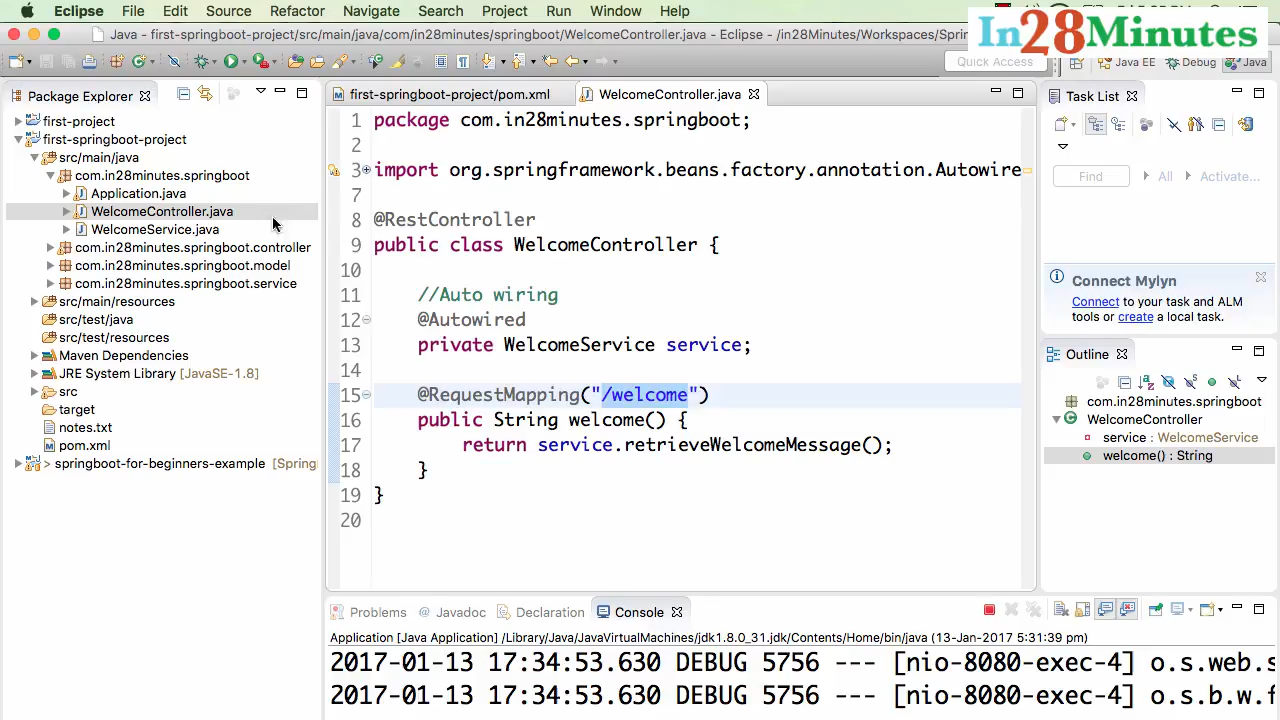 Eclipse File Edit Source Refactor Navigate Search Project Run Window Help
In28Minutes
Java - first-springboot-project/src/main/java/com/in28minutes/springboot/WelcomeController.java - Eclipse - /in28Minutes/Workspaces/Sprin
Quick Access
Java EE Debug Java
Package Explorer
first-project
first-springboot-project
src/main/java
com.in28minutes.springboot
Application.java
WelcomeController.java
WelcomeService.java
com.in28minutes.springboot.controller
com.in28minutes.springboot.model
com.in28minutes.springboot.service
src/main/resources
src/test/java
src/test/resources
Maven Dependencies
JRE System Library [JavaSE-1.8]
src
target
notes.txt
pom.xml
> springboot-for-beginners-example [Spring
first-springboot-project/pom.xml WelcomeController.java
1 package com.in28minutes.springboot;
2
3 import org.springframework.beans.factory.annotation.Autowire
7
8 @RestController
9 public class WelcomeController {
10
11 //Auto wiring
12 @Autowired
13 private WelcomeService service;
14
15 @RequestMapping("/welcome")
16 public String welcome() {
17 return service.retrieveWelcomeMessage();
18 }
19 }
20
Task List
Find All Activate...
Connect Mylyn
Connect to your task and ALM
tools or create a local task.
Outline
com.in28minutes.springboot
WelcomeController
service : WelcomeService
welcome() : String
Problems @ Javadoc Declaration Console
Application [Java Application] /Library/Java/JavaVirtualMachines/jdk1.8.0_31.jdk/Contents/Home/bin/java (13-Jan-2017 5:31:39 pm)
2017-01-13 17:34:53.630 DEBUG 5756 --- [nio-8080-exec-4] o.s.web.s
2017-01-13 17:34:53.630 DEBUG 5756 --- [nio-8080-exec-4] o.s.b.w.f